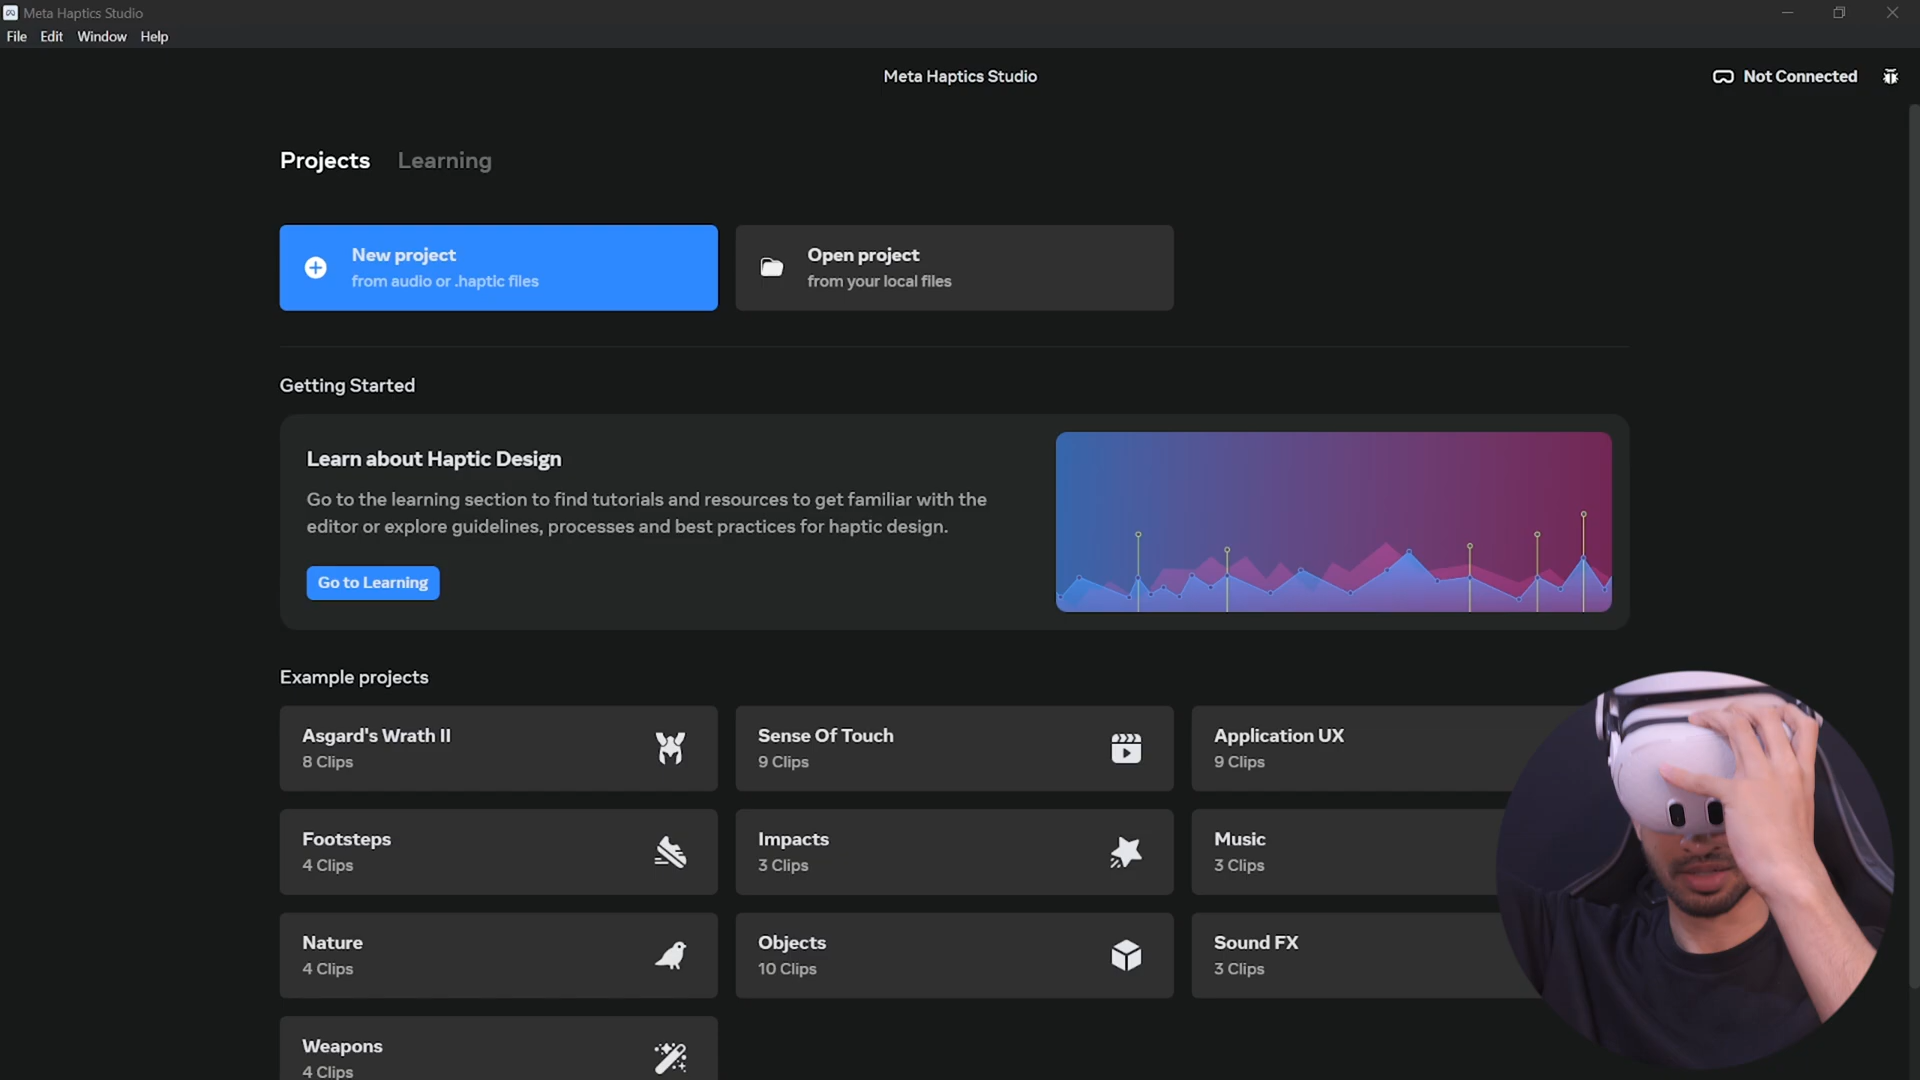 Meta Haptics Studio
File Edit Window Help
Meta Haptics Studio
Not Connected
Projects Learning
New project
from audio or .haptic files
Open project
from your local files
Getting Started
Learn about Haptic Design
Go to the learning section to find tutorials and resources to get familiar with the
editor or explore guidelines, processes and best practices for haptic design.
Go to Learning
Example projects
Asgard's Wrath II
8 Clips
Sense Of Touch
9 Clips
Application UX
9 Clips
Footsteps
4 Clips
Impacts
3 Clips
Music
3 Clips
Nature
4 Clips
Objects
10 Clips
Sound FX
3 Clips
Weapons
4 Clips